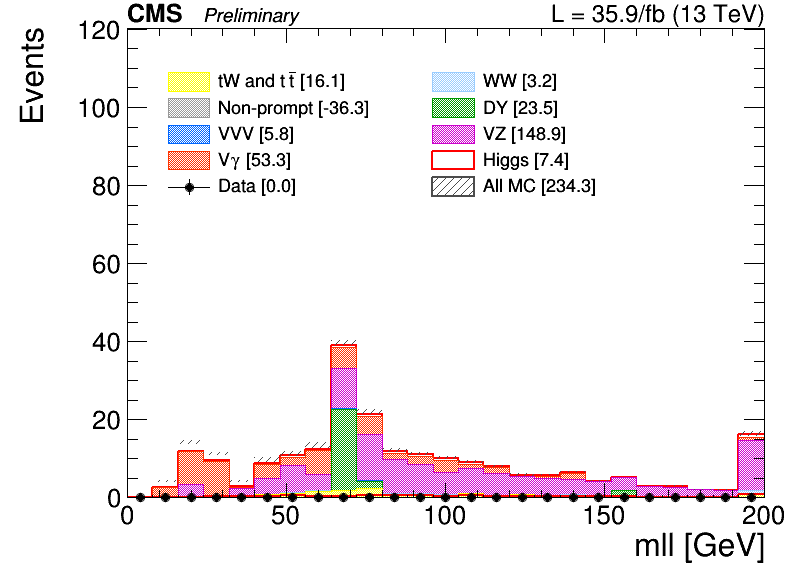 CMS Preliminary L = 35.9/fb (13 TeV)
Events
120
100
80
60
40
20
0
tW and tt̅ [16.1]
WW [3.2]
Non-prompt [-36.3]
DY [23.5]
VVV [5.8]
VZ [148.9]
Vγ [53.3]
Higgs [7.4]
Data [0.0]
All MC [234.3]
0 50 100 150 200
mll [GeV]